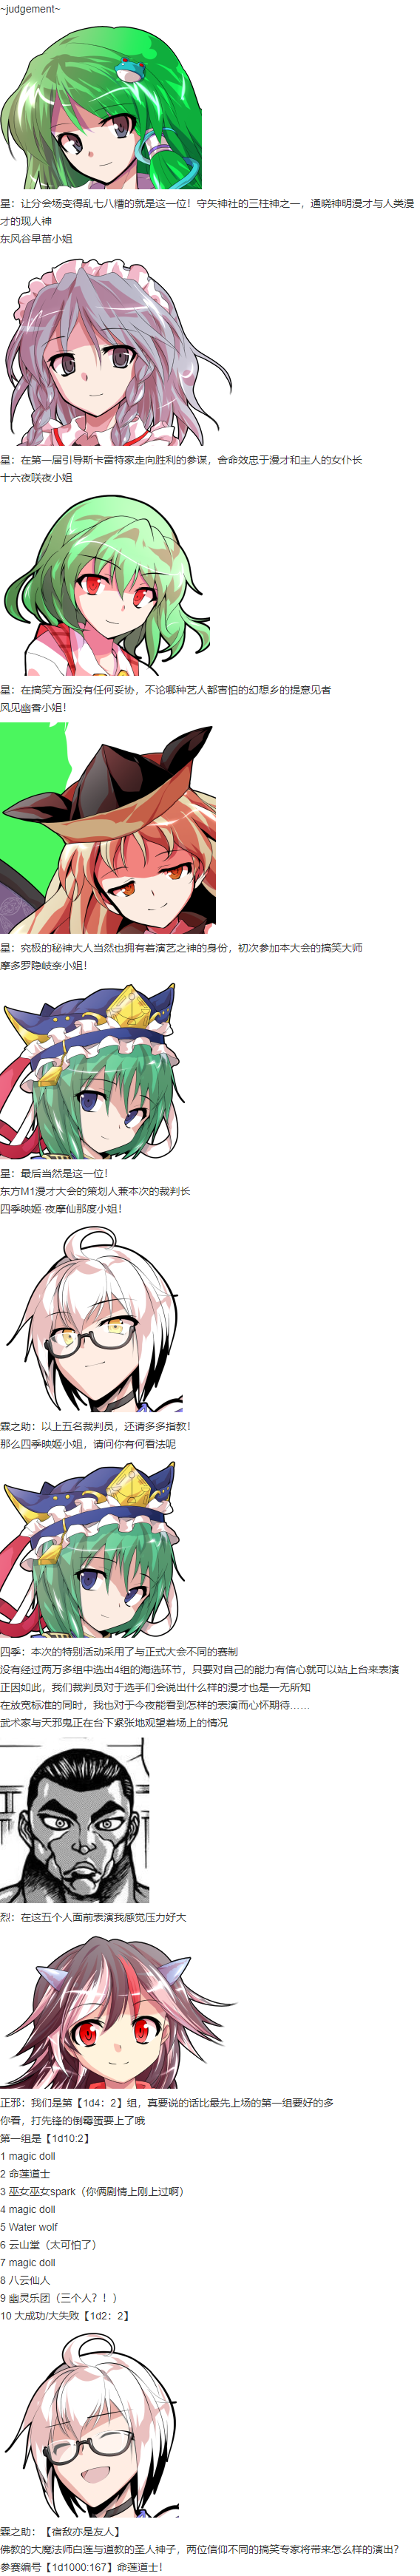 ~judgement~
星：让分会场变得乱七八糟的就是这一位！守矢神社的三柱神之一，通晓神明漫才与人类漫
才的现人神
东风谷早苗小姐
星：在第一届引导斯卡雷特家走向胜利的参谋，舍命效忠于漫才和主人的女仆长
十六夜咲夜小姐
星：在搞笑方面没有任何妥协，不论哪种艺人都害怕的幻想乡的提意见者
风见幽香小姐！
星：究极的秘神大人当然也拥有着演艺之神的身份，初次参加本大会的搞笑大师
摩多罗隐岐奈小姐！
星：最后当然是这一位！
东方M1漫才大会的策划人兼本次的裁判长
四季映姬·夜摩仙那度小姐！
霖之助：以上五名裁判员，还请多多指教！
那么四季映姬小姐，请问你有何看法呢
四季：本次的特别活动采用了与正式大会不同的赛制
没有经过两万多组中选出4组的海选环节，只要对自己的能力有信心就可以站上台来表演
正因如此，我们裁判员对于选手们会说出什么样的漫才也是一无所知
在放宽标准的同时，我也对于今夜能看到怎样的表演而心怀期待……
武术家与天邪鬼正在台下紧张地观望着场上的情况
烈：在这五个人面前表演我感觉压力好大
正邪：我们是第【1d4：2】组，真要说的话比最先上场的第一组要好的多
你看，打先锋的倒霉蛋要上了哦
第一组是【1d10:2】
1 magic doll
2 命莲道士
3 巫女巫女spark（你俩剧情上刚上过啊）
4 magic doll
5 Water wolf
6 云山堂（太可怕了）
7 magic doll
8 八云仙人
9 幽灵乐团（三个人？！）
10 大成功/大失败【1d2：2】
霖之助：【宿敌亦是友人】
佛教的大魔法师白莲与道教的圣人神子，两位信仰不同的搞笑专家将带来怎么样的演出？
参赛编号【1d1000:167】命莲道士！